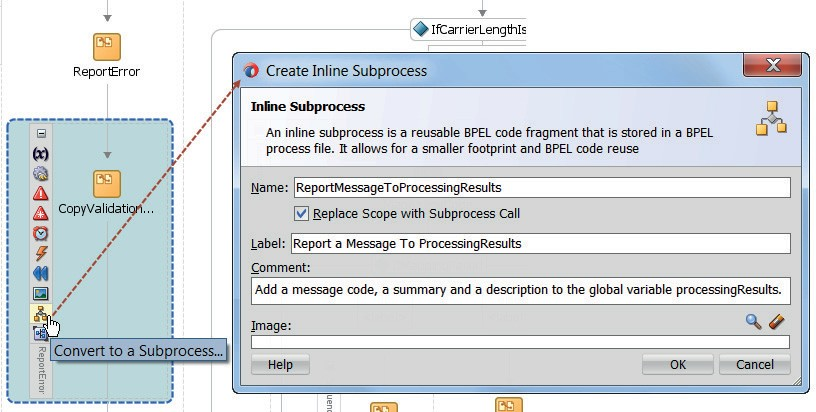 IfCarrierLengthIs
ReportError
Create Inline Subprocess
X
Inline Subprocess
An inline subprocess is a reusable BPEL code fragment that is stored in a BPEL
process file. It allows for a smaller footprint and BPEL code reuse
(x)
CopyValidation...
Name: ReportMessageToProcessingResults
Replace Scope with Subprocess Call
Label: Report a Message To ProcessingResults
Comment:
Add a message code, a summary and a description to the global variable processingResults.
Image:
Convert to a Subprocess...
ReportError
Help
OK
Cancel